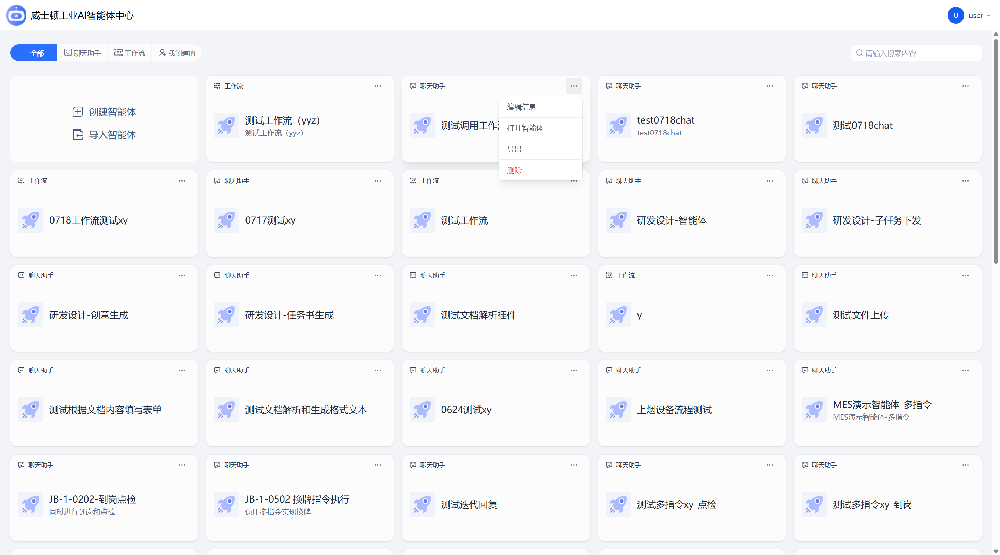 威士顿工业AI智能体中心
U user
全部 聊天助手 工作流 我创建的
请输入搜索内容
创建智能体
导入智能体
工作流
测试工作流（yyz）
测试工作流（yyz）
聊天助手
测试调用工作
编辑信息
打开智能体
导出
删除
聊天助手
test0718chat
test0718chat
聊天助手
测试0718chat
工作流
0718工作流测试xy
聊天助手
0717测试xy
工作流
测试工作流
聊天助手
研发设计-智能体
聊天助手
研发设计-子任务下发
聊天助手
研发设计-创意生成
聊天助手
研发设计-任务书生成
聊天助手
测试文档解析插件
工作流
y
聊天助手
测试文件上传
聊天助手
测试根据文档内容填写表单
聊天助手
测试文档解析和生成格式文本
聊天助手
0624测试xy
聊天助手
上烟设备流程测试
聊天助手
MES演示智能体-多指令
MES演示智能体-多指令
聊天助手
JB-1-0202-到岗点检
同时进行到岗和点检
聊天助手
JB-1-0502 换牌指令执行
使用多指令实现换牌
聊天助手
测试迭代回复
聊天助手
测试多指令xy-点检
聊天助手
测试多指令xy-到岗